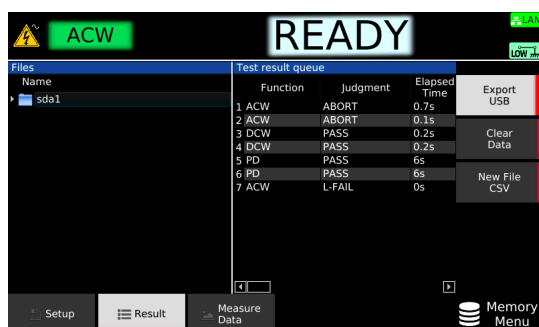 ACW
READY
LAN
LOW
Files
Test result queue
Name
sda1
Function Judgment Elapsed Time
1 ACW ABORT 0.7s
2 ACW ABORT 0.1s
3 DCW PASS 0.2s
4 DCW PASS 0.2s
5 PD PASS 6s
6 PD PASS 6s
7 ACW L-FAIL 0s
Export
USB
Clear
Data
New File
CSV
Setup
Result
Measure
Data
Memory
Menu